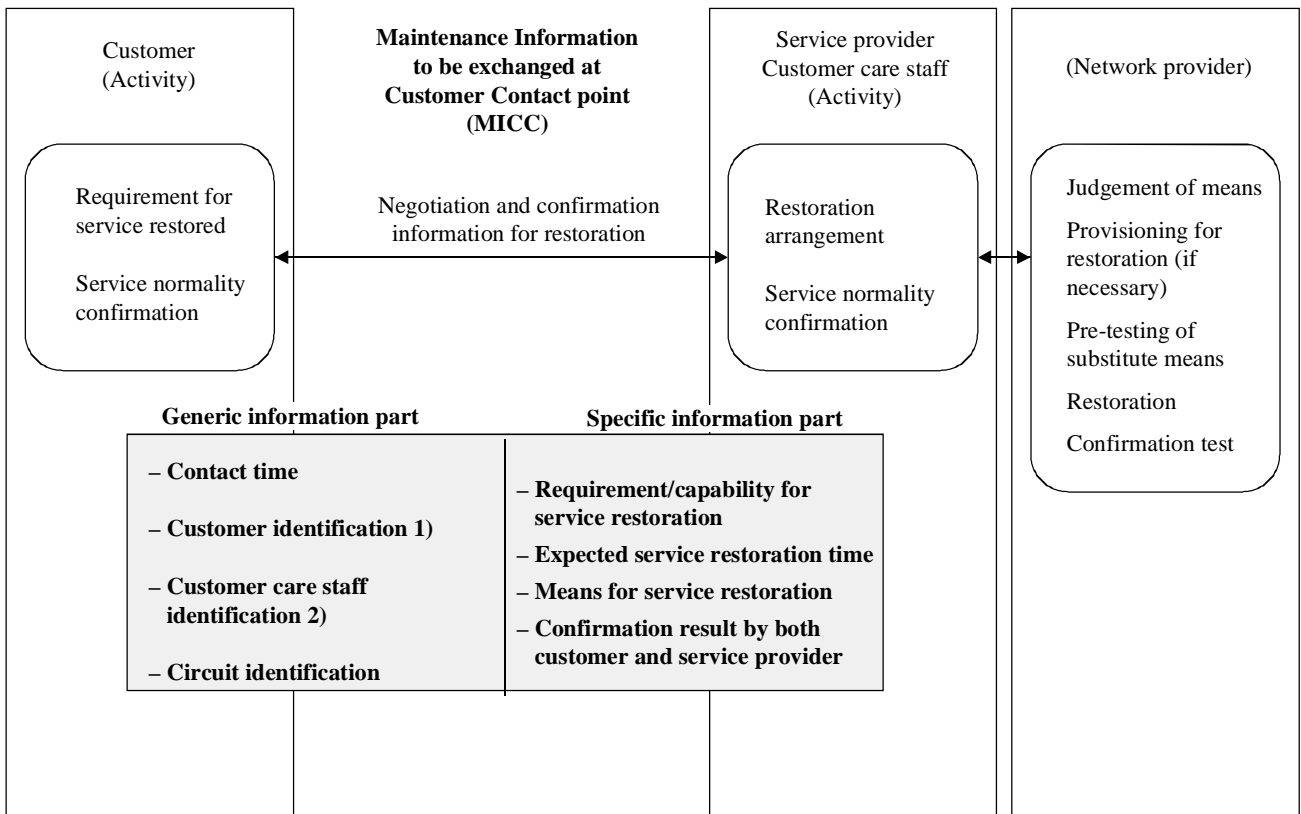 Customer
(Activity)
Maintenance Information
to be exchanged at
Customer Contact point
(MICC)
Service provider
Customer care staff
(Activity)
(Network provider)
Requirement for
service restored
Service normality
confirmation
Negotiation and confirmation
information for restoration
Restoration
arrangement
Service normality
confirmation
Judgement of means
Provisioning for
restoration (if
necessary)
Pre-testing of
substitute means
Restoration
Confirmation test
Generic information part
– Contact time
– Customer identification 1)
– Customer care staff
identification 2)
– Circuit identification
Specific information part
– Requirement/capability for
service restoration
– Expected service restoration time
– Means for service restoration
– Confirmation result by both
customer and service provider